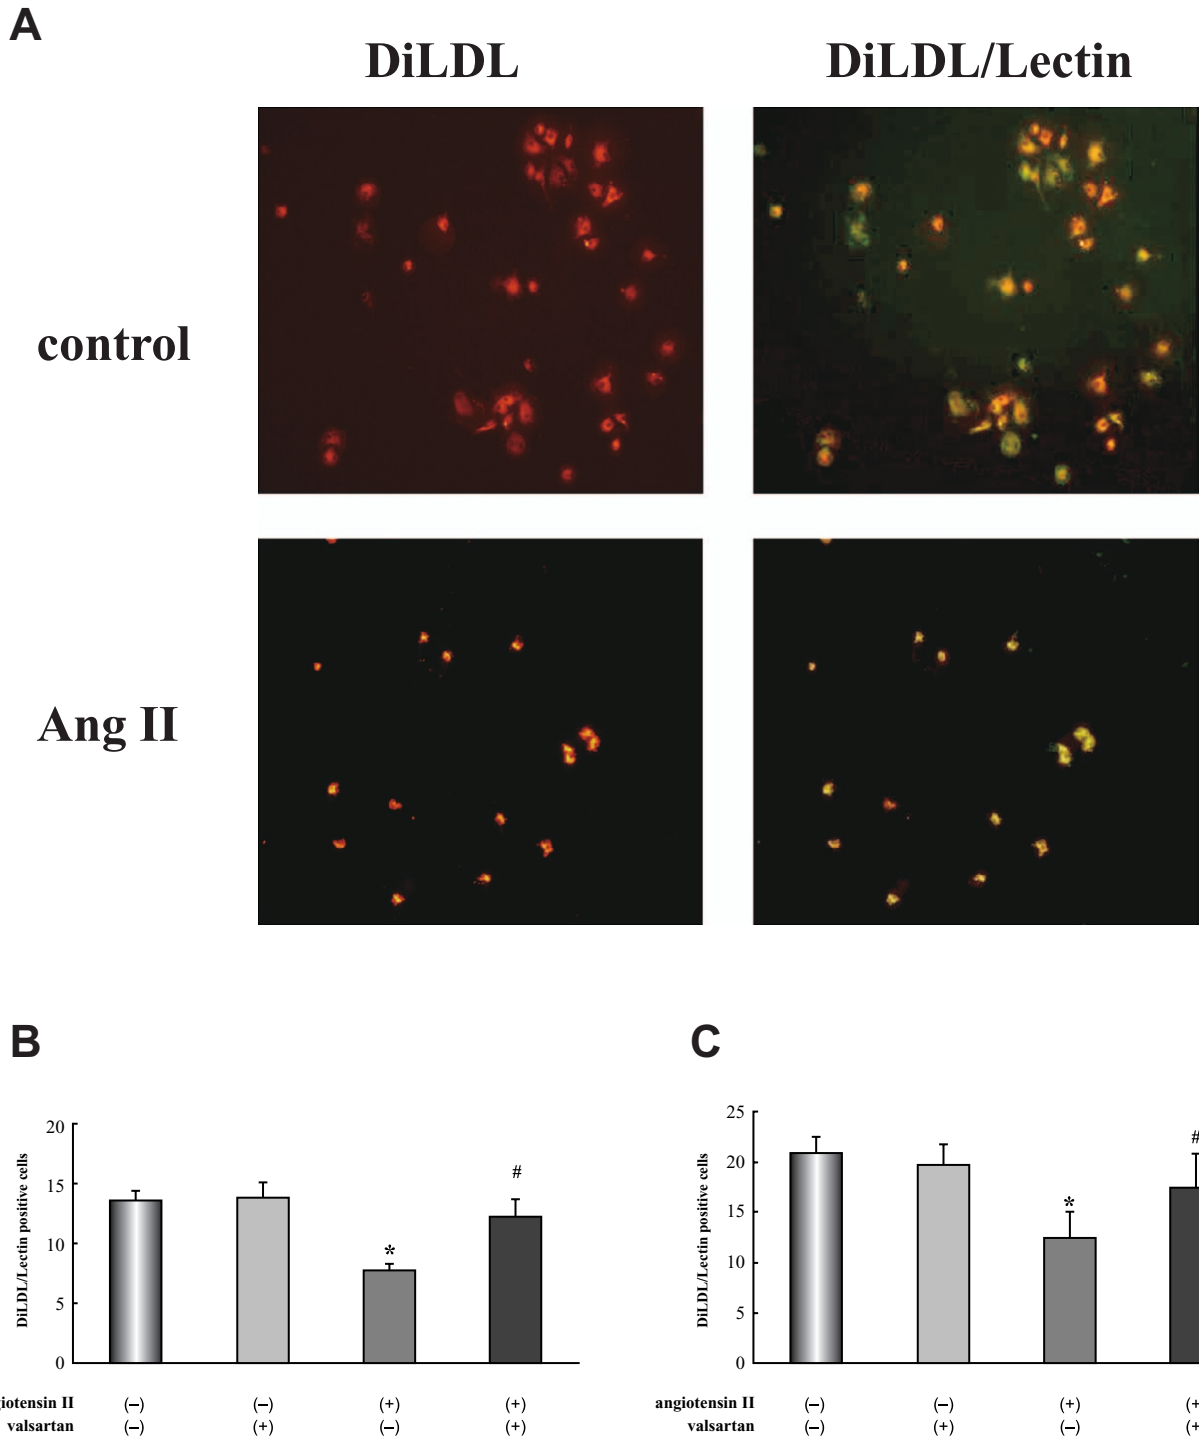 A
DiLDL DiLDL/Lectin
control
Ang II
B
DiLDL/Lectin positive cells
20
15
10
5
0
*
#
giotensin II (–) (–) (+) (+)
valsartan (–) (+) (–) (+)
C
DiLDL/Lectin positive cells
25
20
15
10
5
0
*
#
angiotensin II (–) (–) (+) (+
valsartan (–) (+) (–) (+